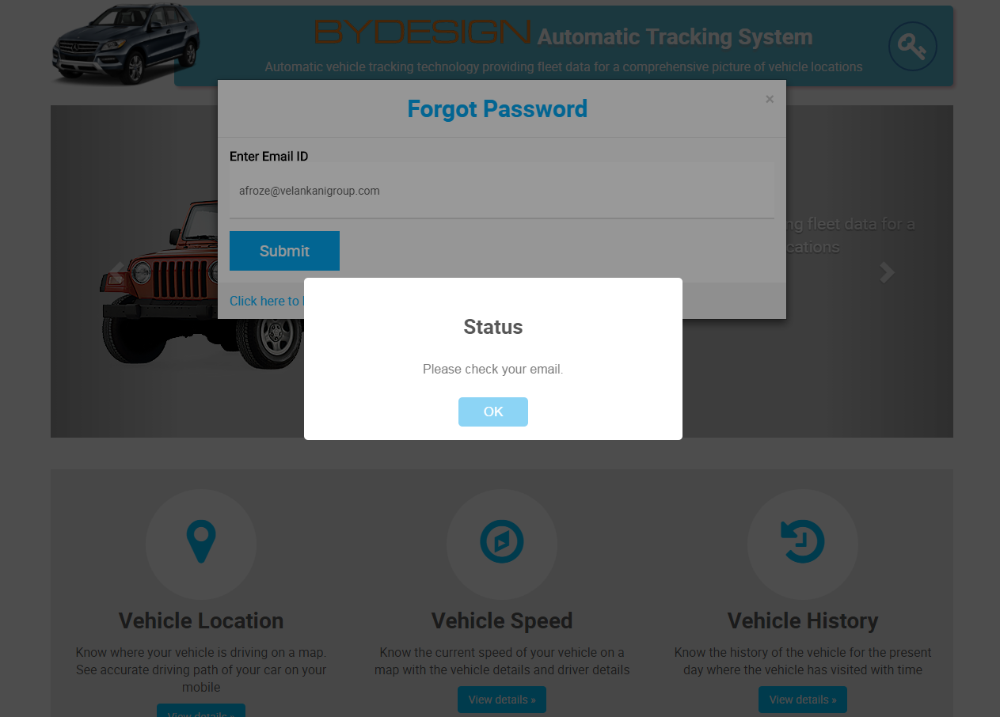 BYDESIGN Automatic Tracking System
Automatic vehicle tracking technology providing fleet data for a comprehensive picture of vehicle locations
Forgot Password
×
Enter Email ID
afroze@velankanigroup.com
ng fleet data for a
cations
Submit
Click here to
Status
Please check your email.
OK
Vehicle Location
Know where your vehicle is driving on a map.
See accurate driving path of your car on your
mobile
View details »
Vehicle Speed
Know the current speed of your vehicle on a
map with the vehicle details and driver details
View details »
Vehicle History
Know the history of the vehicle for the present
day where the vehicle has visited with time
View details »